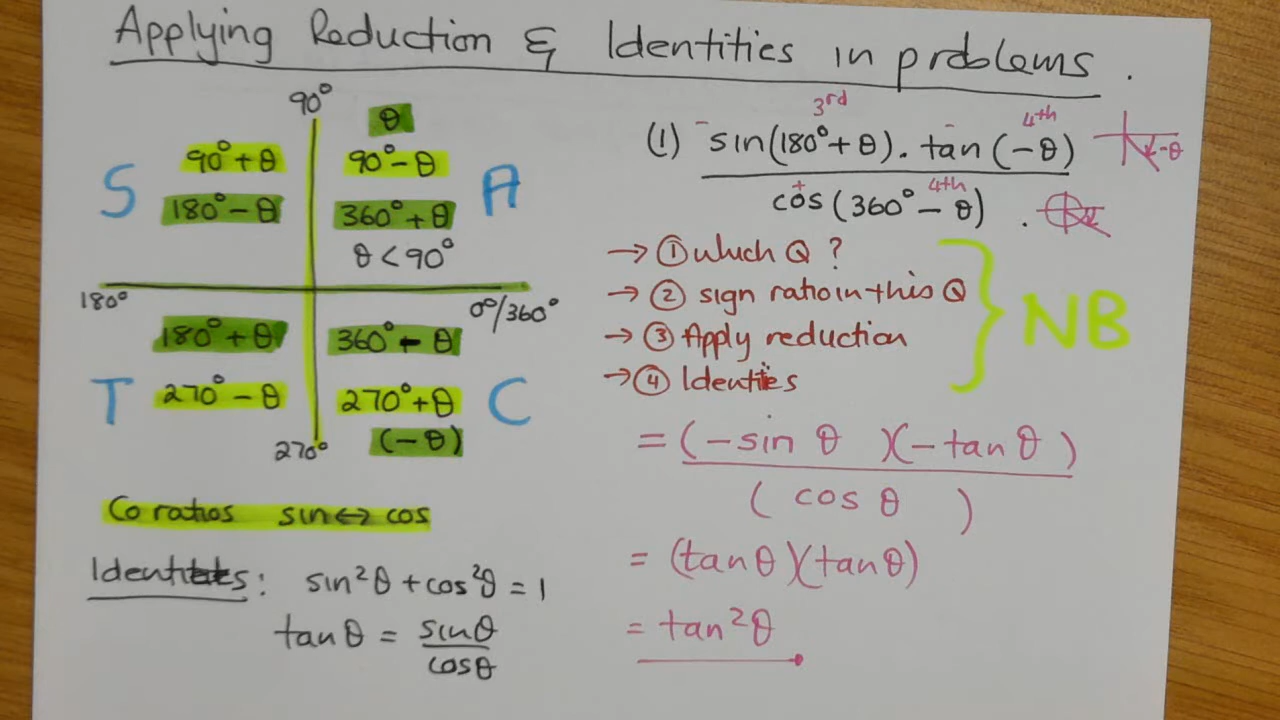 Applying Reduction & Identities in problems.
90°
θ
S 90°+θ 90°-θ A
180°-θ 360°+θ
θ<90°
180° 0°/360°
180°+θ 360°-θ
T 270°-θ 270°+θ C
270° (-θ)
Co ratios sin↔cos
Identities: sin²θ+cos²θ=1
tanθ = sinθ/cosθ
3rd 4th
(1) - sin(180°+θ). - tan(-θ) -θ
+ 4th
cos(360°-θ) .
→ ① which Q ?
→ ② sign ratio in this Q
→ ③ Apply reduction
→ ④ Identities
NB
= (-sin θ )(-tanθ )
( cos θ )
= (tanθ)(tanθ)
= tan²θ